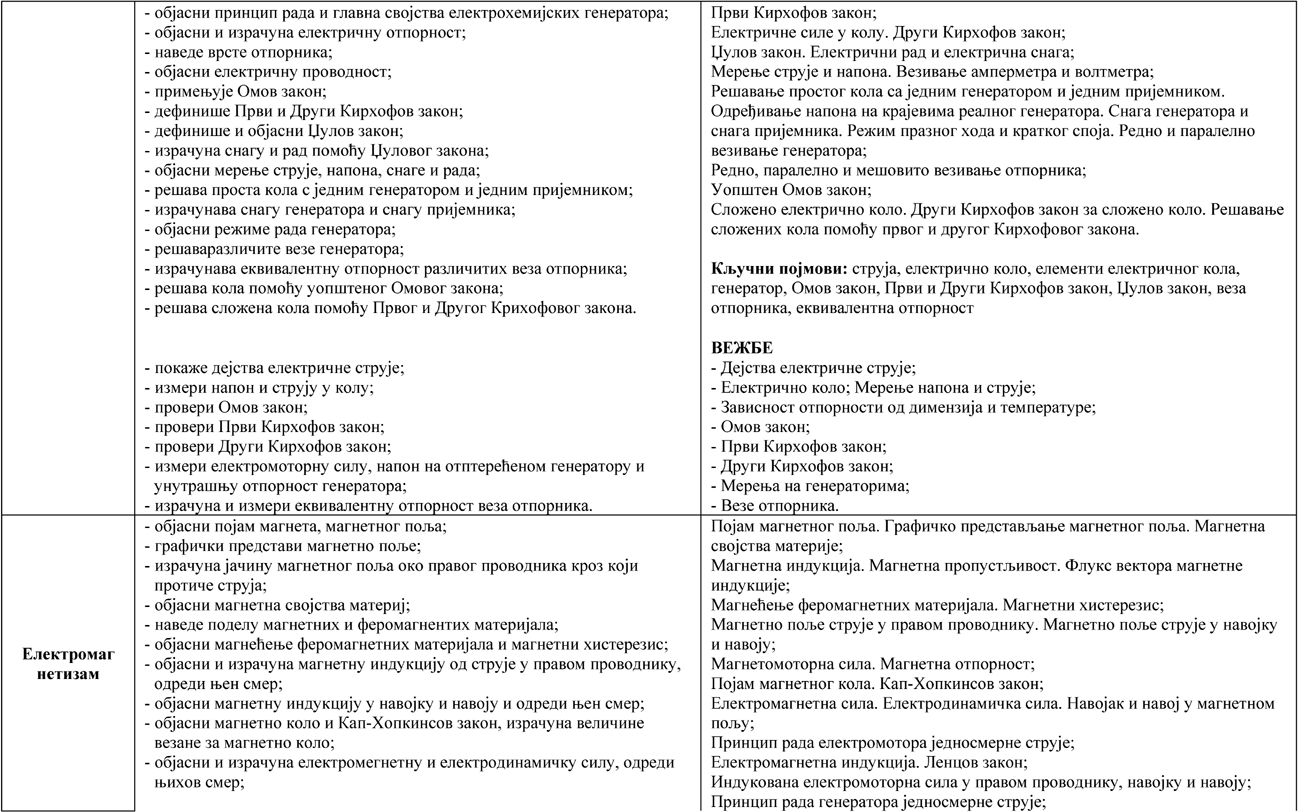 - објасни принцип рада и главна својства електрохемијских генератора;
- објасни и израчуна електричну отпорност;
- наведе врсте отпорника;
- објасни електричну проводност;
- примењује Омов закон;
- дефинише Први и Други Кирхофов закон;
- дефинише и објасни Џулов закон;
- израчуна снагу и рад помоћу Џуловог закона;
- објасни мерење струје, напона, снаге и рада;
- решава проста кола с једним генератором и једним пријемником;
- израчунава снагу генератора и снагу пријемника;
- објасни режиме рада генератора;
- решаваразличите везе генератора;
- израчунава еквивалентну отпорност различитих веза отпорника;
- решава кола помоћу уопштеног Омовог закона;
- решава сложена кола помоћу Првог и Другог Крихофовог закона.
- покаже дејства електричне струје;
- измери напон и струју у колу;
- провери Омов закон;
- провери Први Кирхофов закон;
- провери Други Кирхофов закон;
- измери електромоторну силу, напон на отптерећеном генератору и
унутрашњу отпорност генератора;
- израчуна и измери еквивалентну отпорност веза отпорника.
Први Кирхофов закон;
Електричне силе у колу. Други Кирхофов закон;
Џулов закон. Електрични рад и електрична снага;
Мерење струје и напона. Везивање амперметра и волтметра;
Решавање простог кола са једним генератором и једним пријемником.
Одређивање напона на крајевима реалног генератора. Снага генератора и
снага пријемника. Режим празног хода и кратког споја. Редно и паралелно
везивање генератора;
Редно, паралелно и мешовито везивање отпорника;
Уопштен Омов закон;
Сложено електрично коло. Други Кирхофов закон за сложено коло. Решавање
сложених кола помоћу првог и другог Кирхофовог закона.
Кључни појмови: струја, електрично коло, елементи електричног кола,
генератор, Омов закон, Први и Други Кирхофов закон, Џулов закон, веза
отпорника, еквивалентна отпорност
ВЕЖБЕ
- Дејства електричне струје;
- Електрично коло; Мерење напона и струје;
- Зависност отпорности од димензија и температуре;
- Омов закон;
- Први Кирхофов закон;
- Други Кирхофов закон;
- Мерења на генераторима;
- Везе отпорника.
Електромаг
нетизам
- објасни појам магнета, магнетног поља;
- графички представи магнетно поље;
- израчуна јачину магнетног поља око правог проводника кроз који
протиче струја;
- објасни магнетна својства материј;
- наведе поделу магнетних и феромагнентих материјала;
- објасни магнећење феромагнетних материјала и магнетни хистерезис;
- објасни и израчуна магнетну индукцију од струје у правом проводнику,
одреди њен смер;
- објасни магнетну индукцију у навојку и навоју и одреди њен смер;
- објасни магнетно коло и Кап-Хопкинсов закон, израчуна величине
везане за магнетно коло;
- објасни и израчуна електромегнетну и електродинамичку силу, одреди
њихов смер;
Појам магнетног поља. Графичко представљање магнетног поља. Магнетна
својства материје;
Магнетна индукција. Магнетна пропустљивост. Флукс вектора магнетне
индукције;
Магнећење феромагнетних материјала. Магнетни хистерезис;
Магнетно поље струје у правом проводнику. Магнетно поље струје у навојку
и навоју;
Магнетомоторна сила. Магнетна отпорност;
Појам магнетног кола. Кап-Хопкинсов закон;
Електромагнетна сила. Електродинамичка сила. Навојак и навој у магнетном
пољу;
Принцип рада електромотора једносмерне струје;
Електромагнетна индукција. Ленцов закон;
Индукована електромоторна сила у правом проводнику, навојку и навоју;
Принцип рада генератора једносмерне струје;